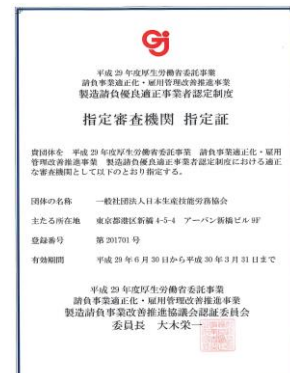 平成 29 年度厚生労働省委託事業
請負事業適正化・雇用管理改善推進事業
製造請負優良適正事業者認定制度
指定審査機関 指定証
貴団体を 平成 29 年度厚生労働省委託事業 請負事業適正化・雇用
管理改善推進事業 製造請負優良適正事業者認定制度における適正
な審査機関として以下のとおり指定する。
団体の名称 一般社団法人日本生産技能労務協会
主たる所在地 東京都港区新橋 4-5-4 アーバン新橋ビル 9F
登録番号 第 201701 号
有効期間 平成 29 年 6 月 30 日から平成 30 年 3 月 31 日まで
平成 29 年度厚生労働省委託事業
請負事業適正化・雇用管理改善推進事業
製造請負事業改善推進協議会認証委員会
委員長 大木栄一